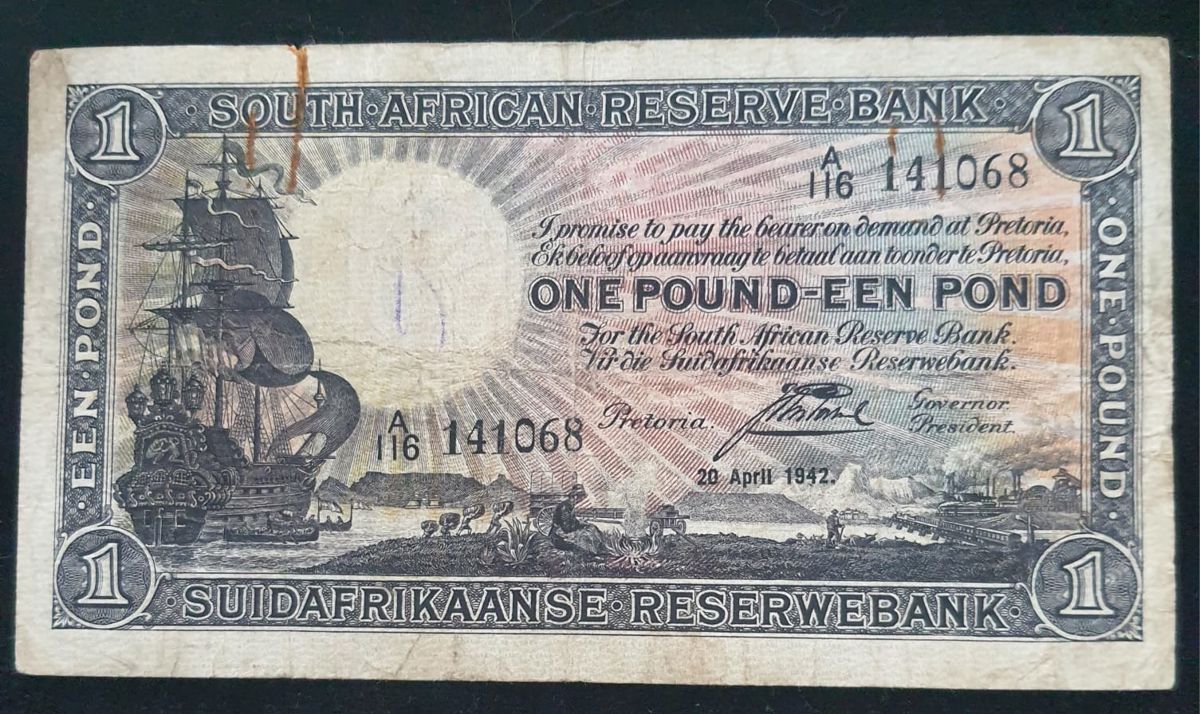 1 SOUTH·AFRICAN·RESERVE·BANK 1
A
116 141068
I promise to pay the bearer on demand at Pretoria,
Ek beloof op aanvraag te betaal aan toonder te Pretoria,
ONE POUND-EEN POND
For the South African Reserve Bank.
Vir die Suidafrikaanse Reserwebank.
Governor.
Pretoria.
President.
A
116 141068
20 April 1942.
EEN·POND
ONE·POUND
1 SUIDAFRIKAANSE·RESERWEBANK 1